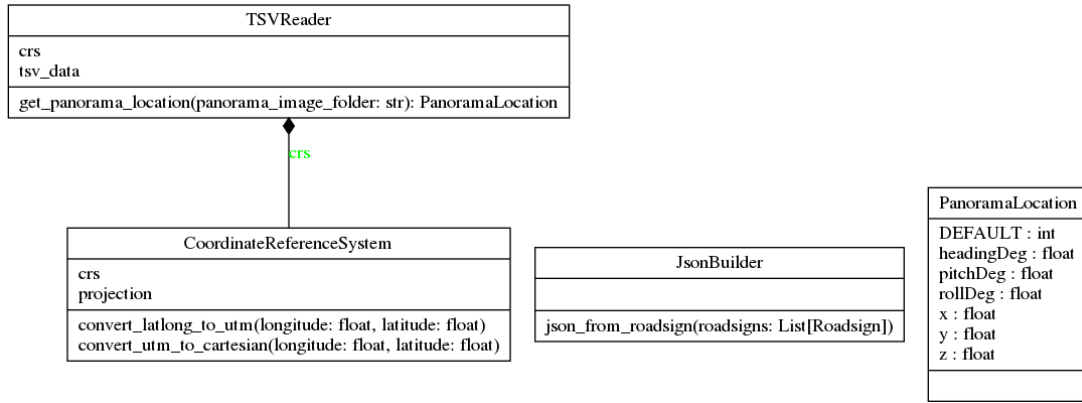 TSVReader
crs
tsv_data
get_panorama_location(panorama_image_folder: str): PanoramaLocation
crs
CoordinateReferenceSystem
crs
projection
convert_latlong_to_utm(longitude: float, latitude: float)
convert_utm_to_cartesian(longitude: float, latitude: float)
JsonBuilder
json_from_roadsign(roadsigns: List[Roadsign])
PanoramaLocation
DEFAULT : int
headingDeg : float
pitchDeg : float
rollDeg : float
x : float
y : float
z : float